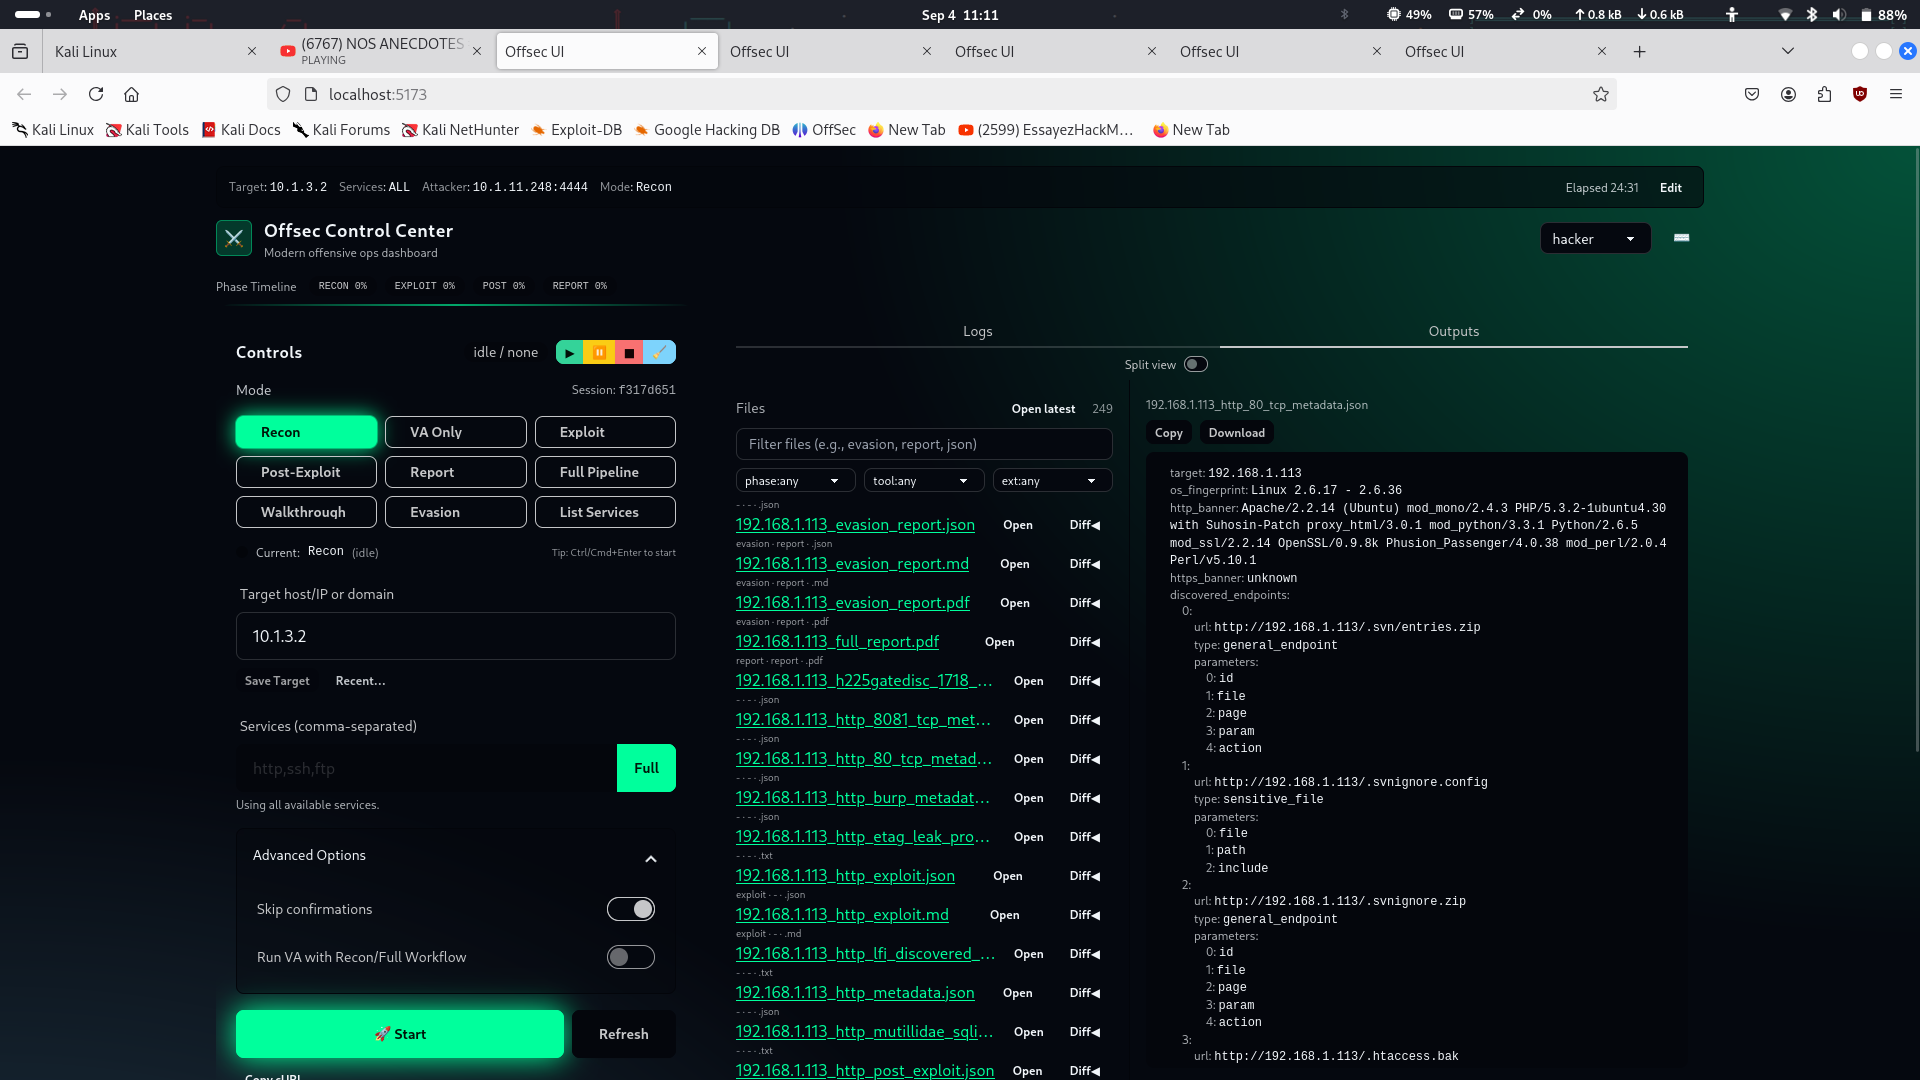 Apps Places Sep 4 11:11 49% 57% 0% 0.8 kB 0.6 kB 88%
Kali Linux (6767) NOS ANECDOTES Offsec UI Offsec UI Offsec UI Offsec UI Offsec UI
PLAYING
localhost:5173
Kali Linux Kali Tools Kali Docs Kali Forums Kali NetHunter Exploit-DB Google Hacking DB OffSec New Tab (2599) EssayezHackM… New Tab
Target: 10.1.3.2 Services: ALL Attacker: 10.1.11.248:4444 Mode: Recon Elapsed 24:31 Edit
Offsec Control Center
Modern offensive ops dashboard
hacker
Phase Timeline RECON 0% EXPLOIT 0% POST 0% REPORT 0%
Controls idle / none
Mode Session: f317d651
Recon VA Only Exploit
Post-Exploit Report Full Pipeline
Walkthrough Evasion List Services
Current: Recon (idle) Tip: Ctrl/Cmd+Enter to start
Target host/IP or domain
10.1.3.2
Save Target Recent...
Services (comma-separated)
http,ssh,ftp Full
Using all available services.
Advanced Options
Skip confirmations
Run VA with Recon/Full Workflow
🚀 Start Refresh
Copy cURL
Logs Outputs
Split view
Files Open latest 249
Filter files (e.g., evasion, report, json)
phase:any tool:any ext:any
- · - · .json
192.168.1.113_evasion_report.json Open Diff◀
evasion · report · .json
192.168.1.113_evasion_report.md Open Diff◀
evasion · report · .md
192.168.1.113_evasion_report.pdf Open Diff◀
evasion · report · .pdf
192.168.1.113_full_report.pdf Open Diff◀
report · report · .pdf
192.168.1.113_h225gatedisc_1718_… Open Diff◀
- · - · .json
192.168.1.113_http_8081_tcp_met… Open Diff◀
- · - · .json
192.168.1.113_http_80_tcp_metad… Open Diff◀
- · - · .json
192.168.1.113_http_burp_metadat… Open Diff◀
- · - · .json
192.168.1.113_http_etag_leak_pro… Open Diff◀
- · - · .txt
192.168.1.113_http_exploit.json Open Diff◀
exploit · - · .json
192.168.1.113_http_exploit.md Open Diff◀
exploit · - · .md
192.168.1.113_http_lfi_discovered_… Open Diff◀
- · - · .txt
192.168.1.113_http_metadata.json Open Diff◀
- · - · .json
192.168.1.113_http_mutillidae_sqli… Open Diff◀
- · - · .txt
192.168.1.113_http_post_exploit.json Open Diff◀
192.168.1.113_http_80_tcp_metadata.json
Copy Download
target: 192.168.1.113
os_fingerprint: Linux 2.6.17 - 2.6.36
http_banner: Apache/2.2.14 (Ubuntu) mod_mono/2.4.3 PHP/5.3.2-1ubuntu4.30
with Suhosin-Patch proxy_html/3.0.1 mod_python/3.3.1 Python/2.6.5
mod_ssl/2.2.14 OpenSSL/0.9.8k Phusion_Passenger/4.0.38 mod_perl/2.0.4
Perl/v5.10.1
https_banner: unknown
discovered_endpoints:
0:
url: http://192.168.1.113/.svn/entries.zip
type: general_endpoint
parameters:
0: id
1: file
2: page
3: param
4: action
1:
url: http://192.168.1.113/.svnignore.config
type: sensitive_file
parameters:
0: file
1: path
2: include
2:
url: http://192.168.1.113/.svnignore.zip
type: general_endpoint
parameters:
0: id
1: file
2: page
3: param
4: action
3:
url: http://192.168.1.113/.htaccess.bak